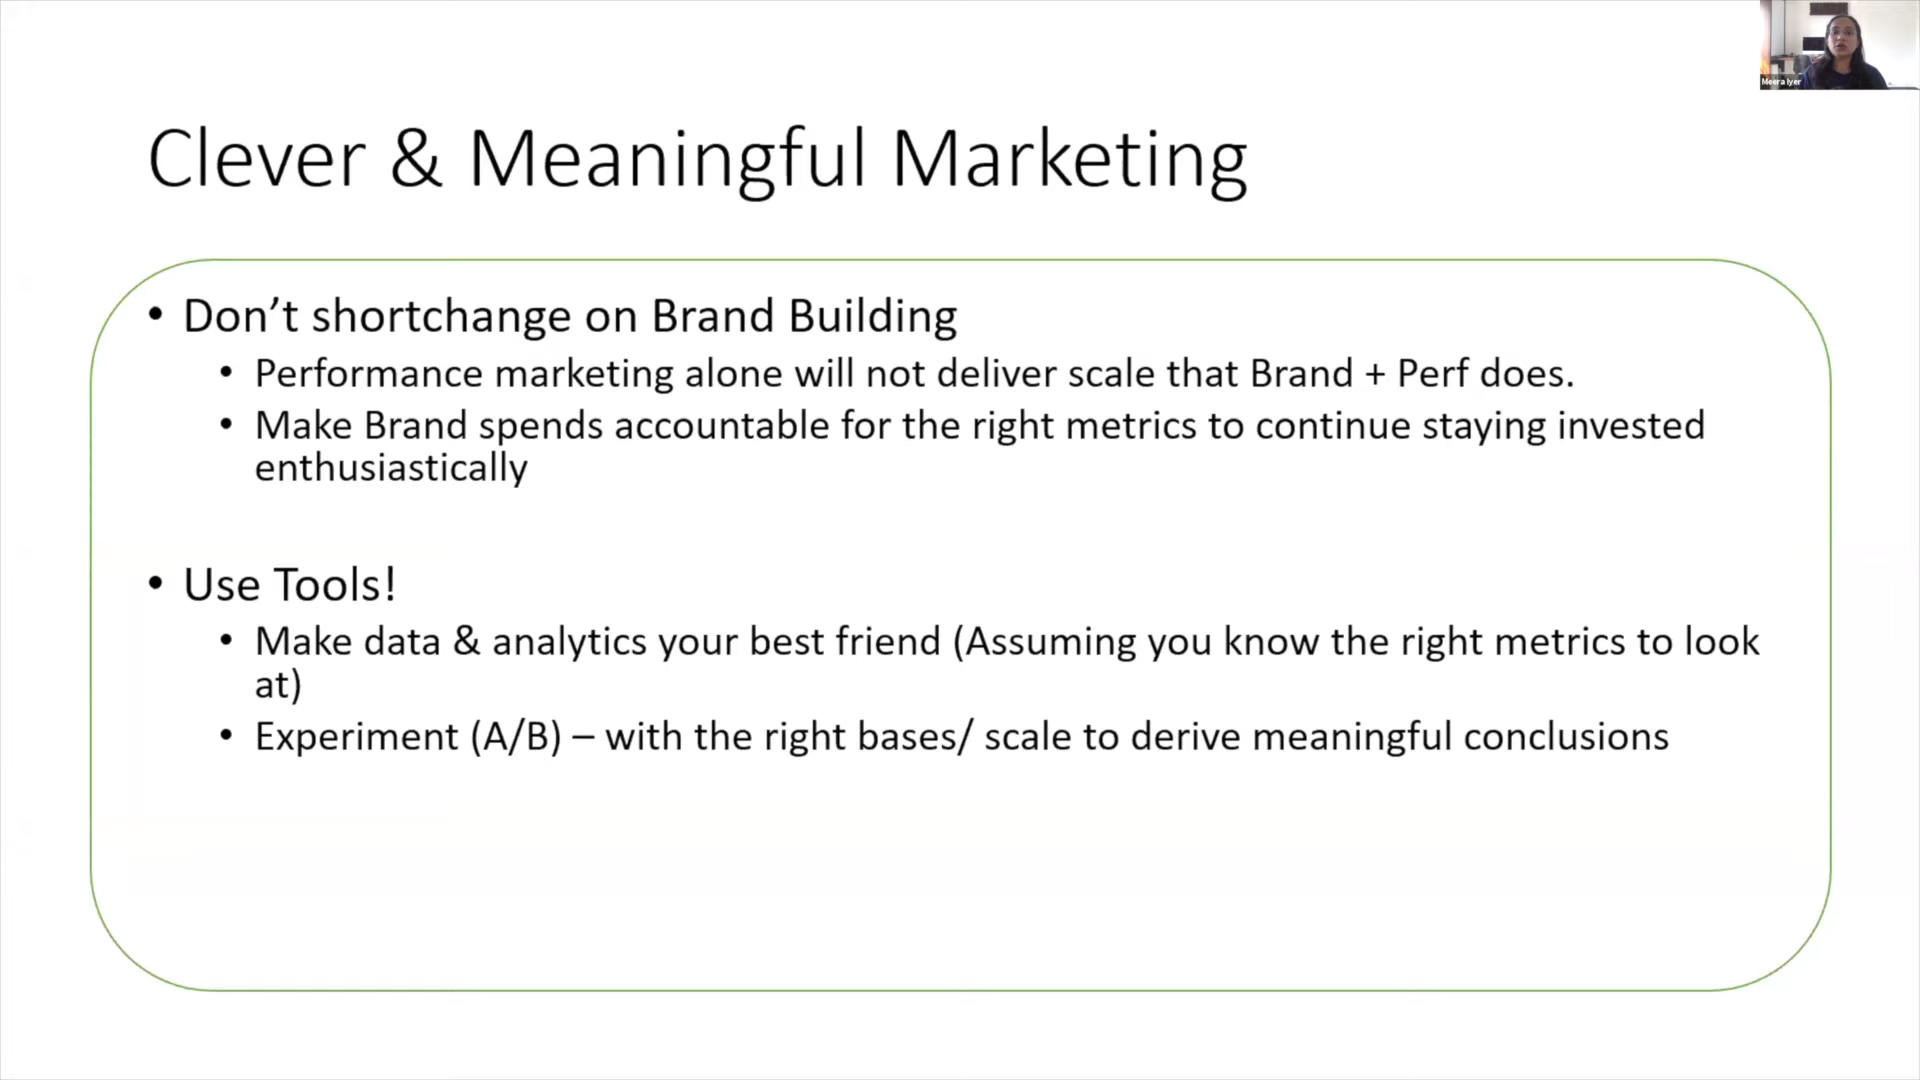 Meera Iyer
Clever & Meaningful Marketing
• Don’t shortchange on Brand Building
• Performance marketing alone will not deliver scale that Brand + Perf does.
• Make Brand spends accountable for the right metrics to continue staying invested
enthusiastically
• Use Tools!
• Make data & analytics your best friend (Assuming you know the right metrics to look
at)
• Experiment (A/B) – with the right bases/ scale to derive meaningful conclusions